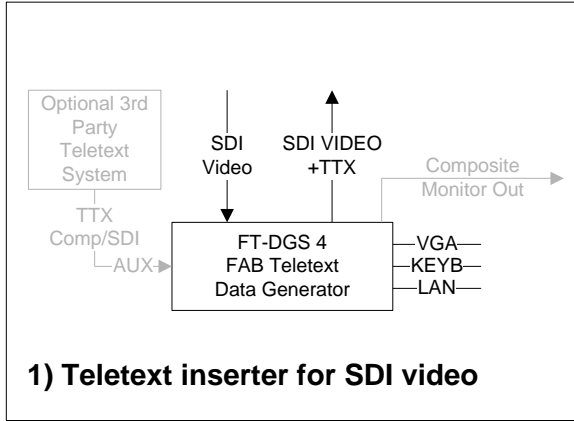 Optional 3rd
Party
Teletext
System
SDI
Video
SDI VIDEO
+TTX
Composite
Monitor Out
TTX
Comp/SDI
AUX
FT-DGS 4
FAB Teletext
Data Generator
VGA
KEYB
LAN
1) Teletext inserter for SDI video